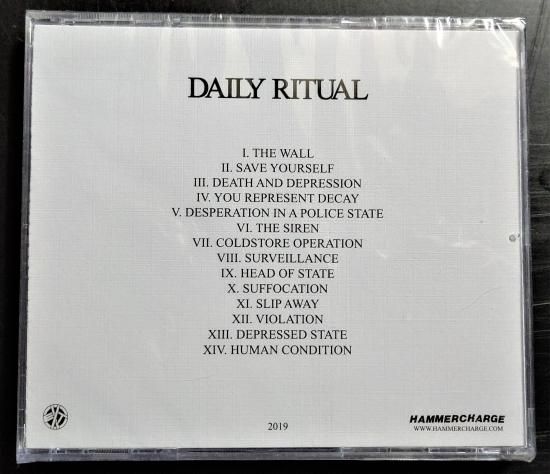 DAILY RITUAL
I. THE WALL
II. SAVE YOURSELF
III. DEATH AND DEPRESSION
IV. YOU REPRESENT DECAY
V. DESPERATION IN A POLICE STATE
VI. THE SIREN
VII. COLDSTORE OPERATION
VIII. SURVEILLANCE
IX. HEAD OF STATE
X. SUFFOCATION
XI. SLIP AWAY
XII. VIOLATION
XIII. DEPRESSED STATE
XIV. HUMAN CONDITION
2019
HAMMERCHARGE
WWW.HAMMERCHARGE.COM